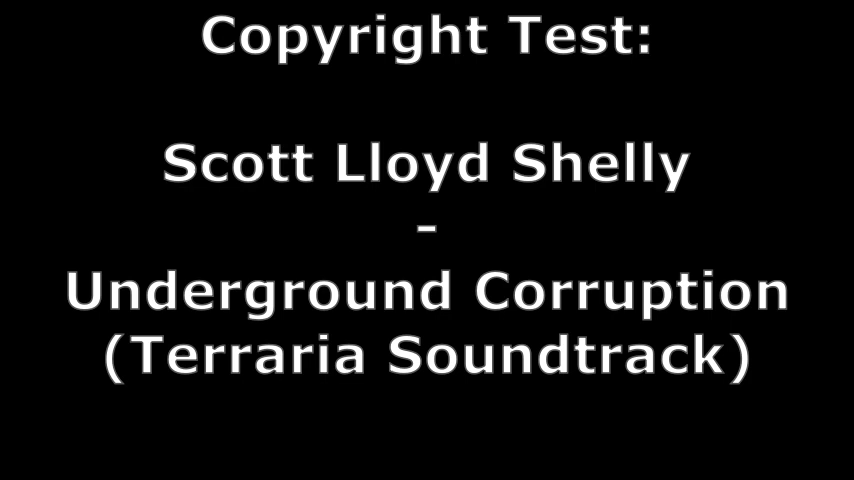 Copyright Test:
Scott Lloyd Shelly
-
Underground Corruption
(Terraria Soundtrack)